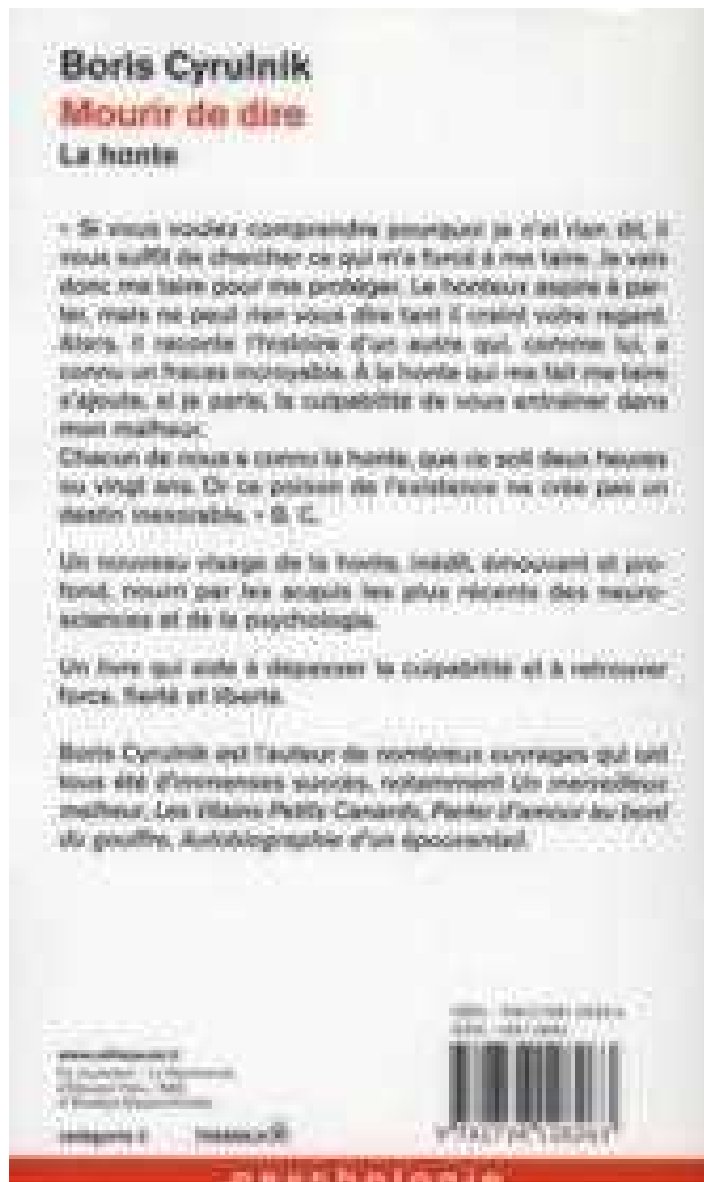 Boris Cyrulnik
Mourir de dire
La honte
« Si vous voulez comprendre pourquoi je n'ai rien dit, il
vous suffit de chercher ce qui m'a forcé à me taire. Je vais
donc me taire pour me protéger. Le honteux aspire à par-
ler, mais ne peut rien vous dire tant il craint votre regard.
Alors, il raconte l'histoire d'un autre qui, comme lui, a
connu un fracas incroyable. À la honte qui me fait me taire
s'ajoute, si je parle, la culpabilité de vous entraîner dans
mon malheur.
Chacun de nous a connu la honte, que ce soit deux heures
ou vingt ans. Or ce poison de l'existence ne crée pas un
destin inexorable. » B. C.
Un nouveau visage de la honte, inédit, émouvant et pro-
fond, nourri par les acquis les plus récents des neuro-
sciences et de la psychologie.
Un livre qui aide à dépasser la culpabilité et à retrouver
force, fierté et liberté.
Boris Cyrulnik est l'auteur de nombreux ouvrages qui ont
tous été d'immenses succès, notamment Un merveilleux
malheur, Les Vilains Petits Canards, Parler d'amour au bord
du gouffre, Autobiographie d'un épouvantail.
psychologie